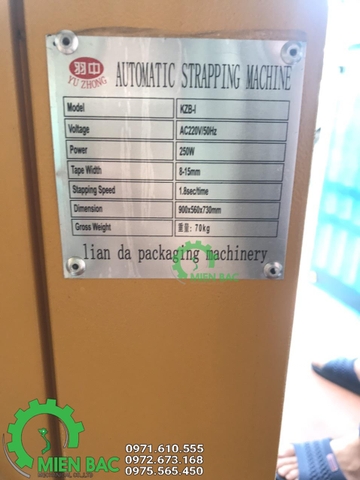 羽中
YU ZHONG
AUTOMATIC STRAPPING MACHINE
Model KZB-I
Voltage AC220V/50Hz
Power 250W
Tape Width 8-15mm
Stapping Speed 1.8sec/time
Dimension 900x560x730mm
Gross Weight 重量: 70kg
lian da packaging machinery
MIEN BAC
MIEN BAC
0971.610.555
0972.673.168
0975.565.450